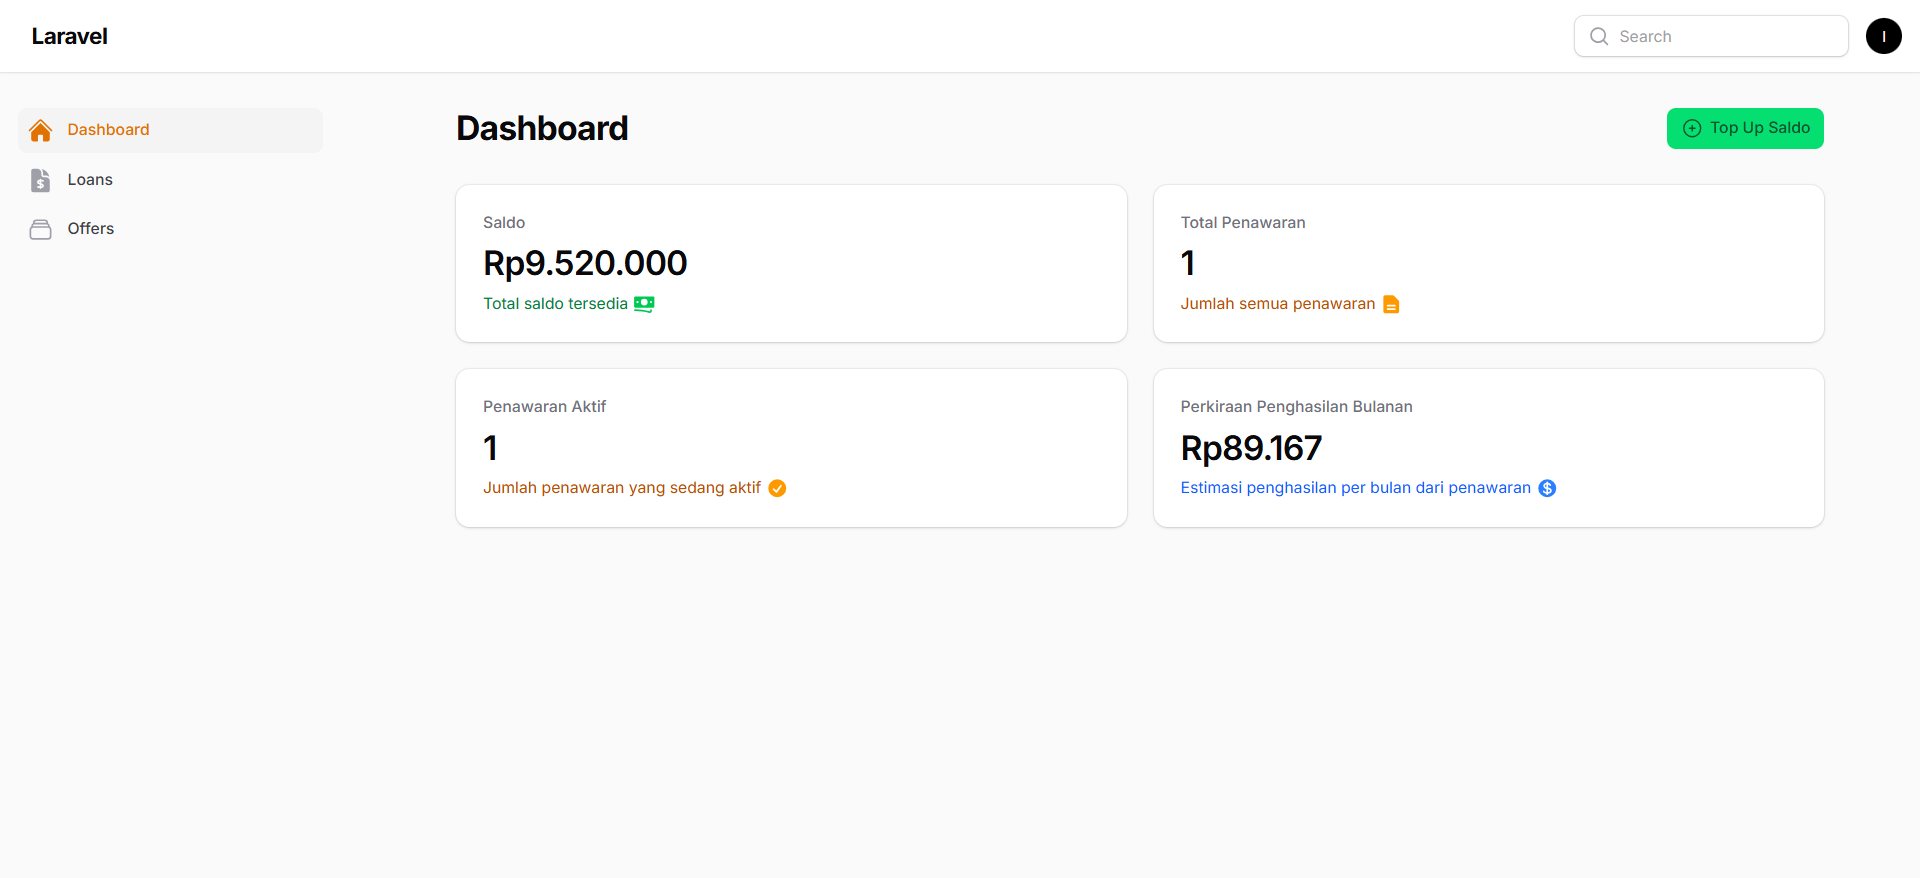 Laravel
Search
I
Dashboard
Loans
Offers
Dashboard
Top Up Saldo
Saldo
Rp9.520.000
Total saldo tersedia
Total Penawaran
1
Jumlah semua penawaran
Penawaran Aktif
1
Jumlah penawaran yang sedang aktif
Perkiraan Penghasilan Bulanan
Rp89.167
Estimasi penghasilan per bulan dari penawaran